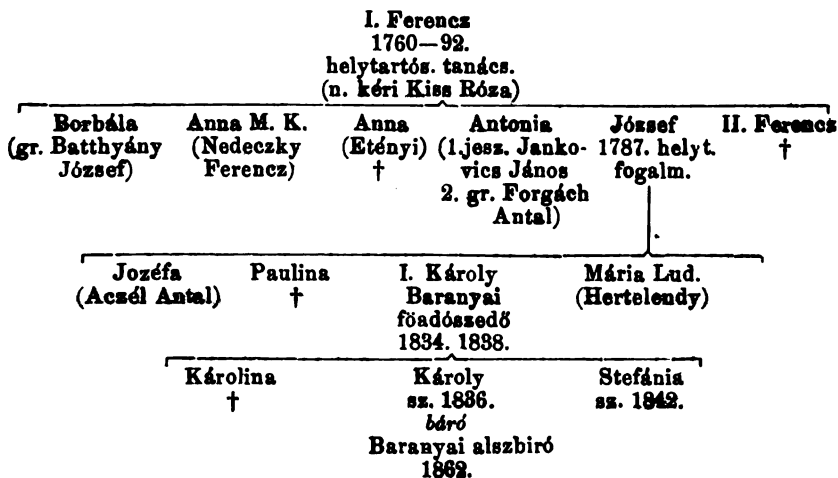 I. Ferencz
1760—92.
helytartós. tanács.
(n. kéri Kiss Róza)
Borbála
(gr. Batthyány
József)
Anna M. K.
(Nedeczky
Ferencz)
Anna
(Etényi)
†
Antonia
(1. jesz. Janko-
vics János
2. gr. Forgách
Antal)
József
1787. helyt.
fogalm.
II. Ferencz
†
Jozéfa
(Aczél Antal)
Paulina
†
I. Károly
Baranyai
föadószedő
1834. 1838.
Mária Lud.
(Hertelendy)
Károlina
†
Károly
sz. 1836.
báró
Baranyai alszbiró
1862.
Stefánia
sz. 1842.